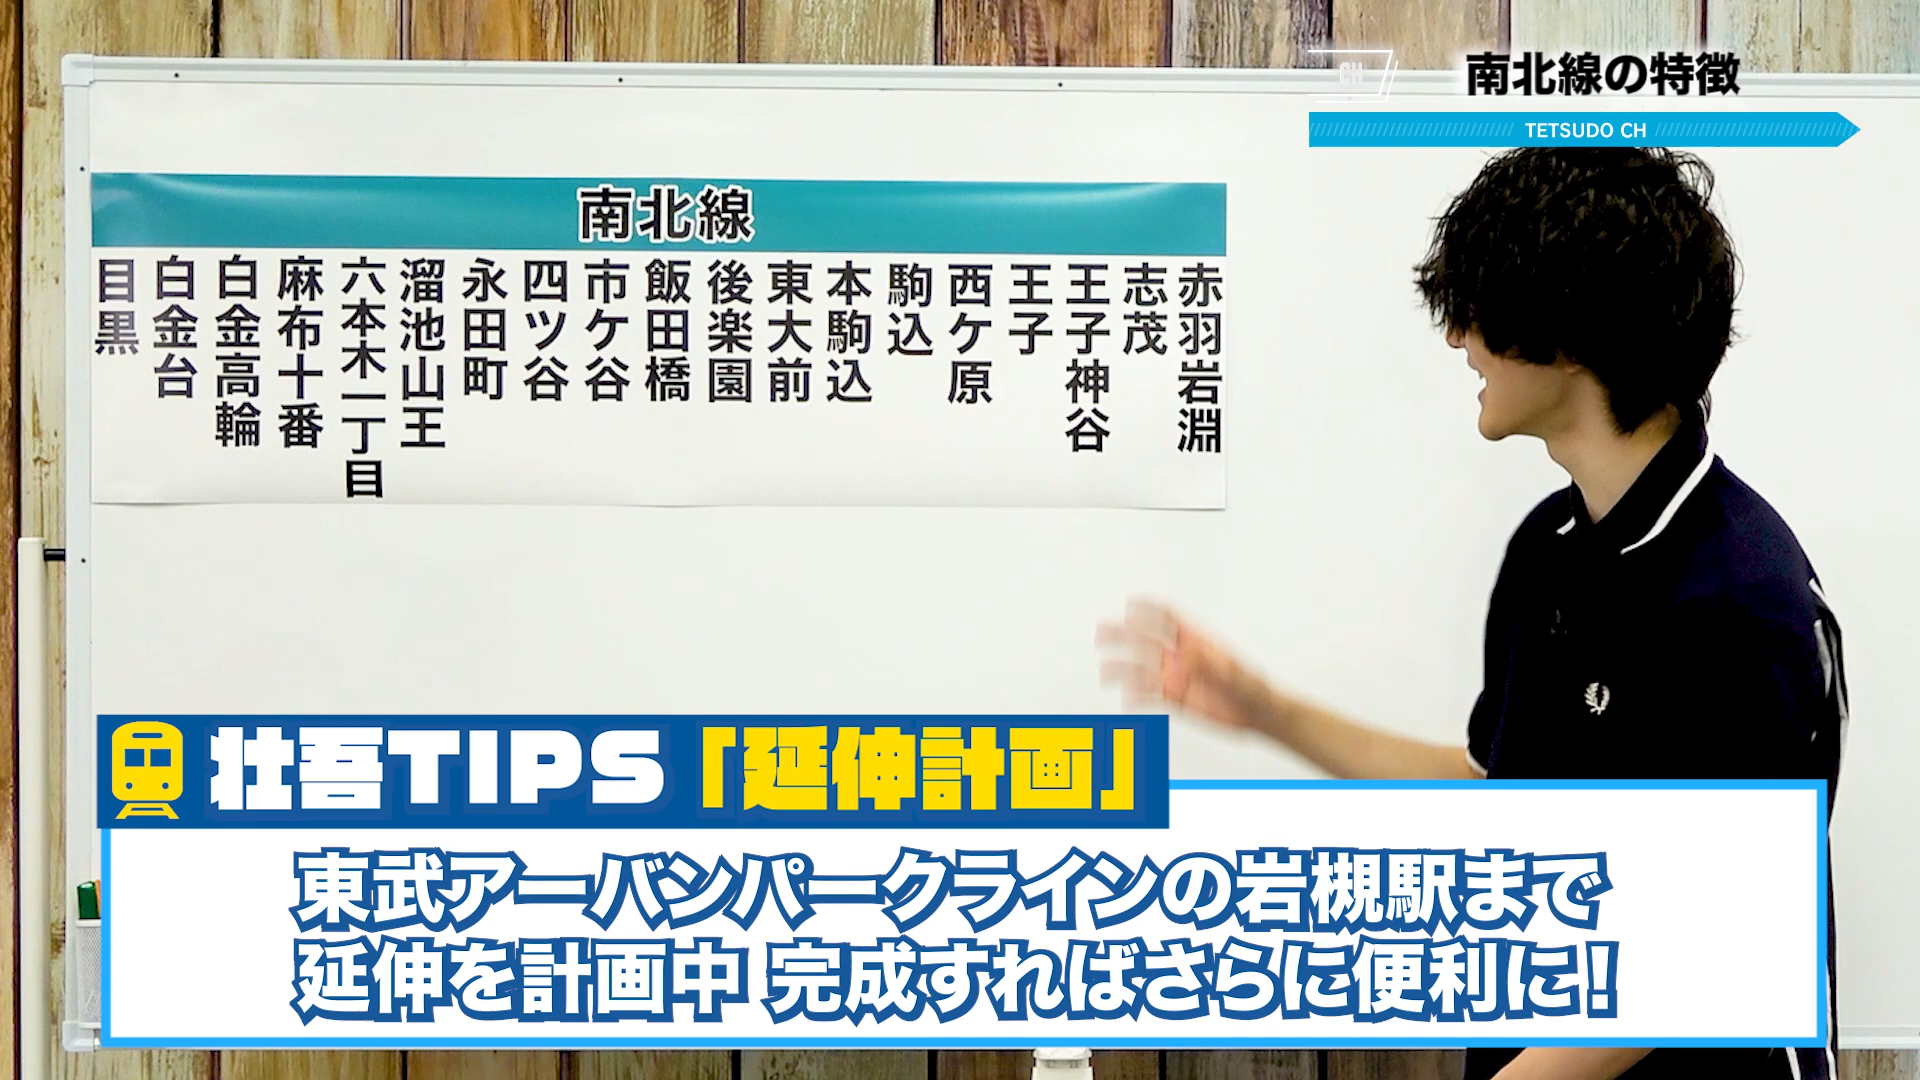 CH
南北線の特徴
TETSUDO CH
南北線
目黒
白金台
白金高輪
麻布十番
六本木一丁目
溜池山王
永田町
四ツ谷
市ケ谷
飯田橋
後楽園
東大前
本駒込
駒込
西ケ原
王子
王子神谷
志茂
赤羽岩淵
壮吾TIPS「延伸計画」
東武アーバンパークラインの岩槻駅まで
延伸を計画中 完成すればさらに便利に!